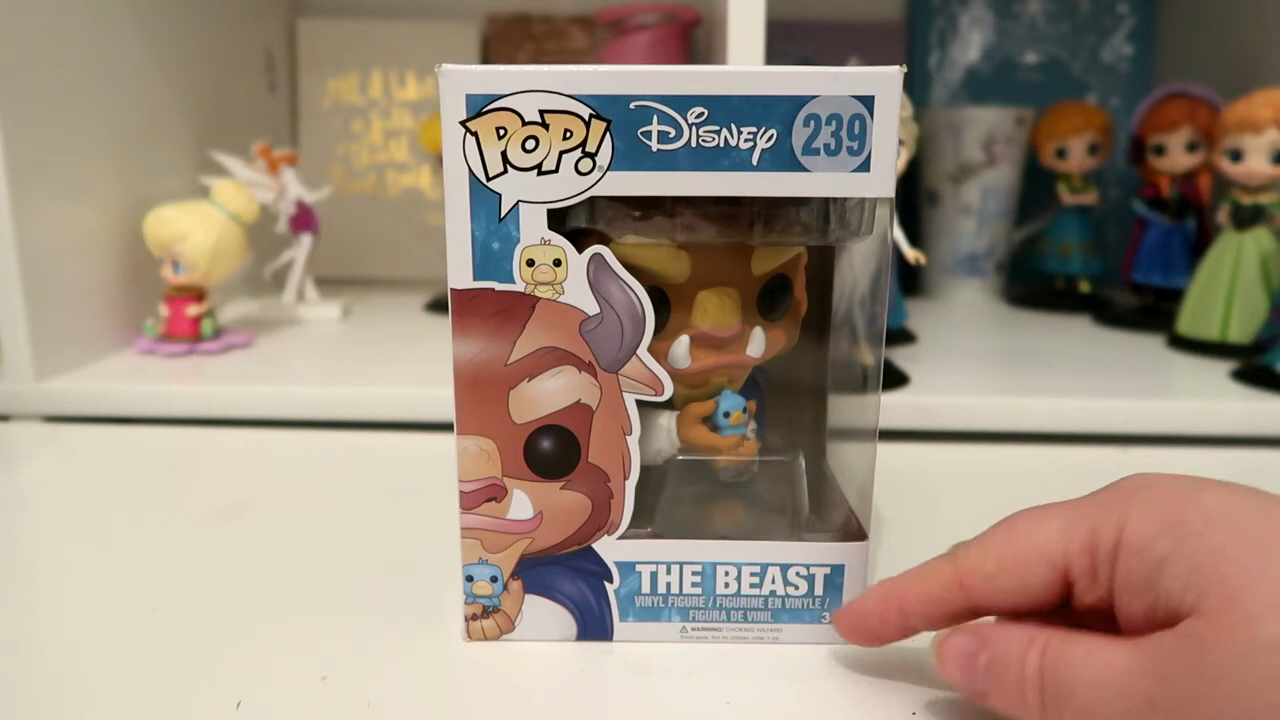 POP!
Disney
239
THE BEAST
VINYL FIGURE / FIGURINE EN VINYLE /
FIGURA DE VINIL
3
WARNING: CHOKING HAZARD